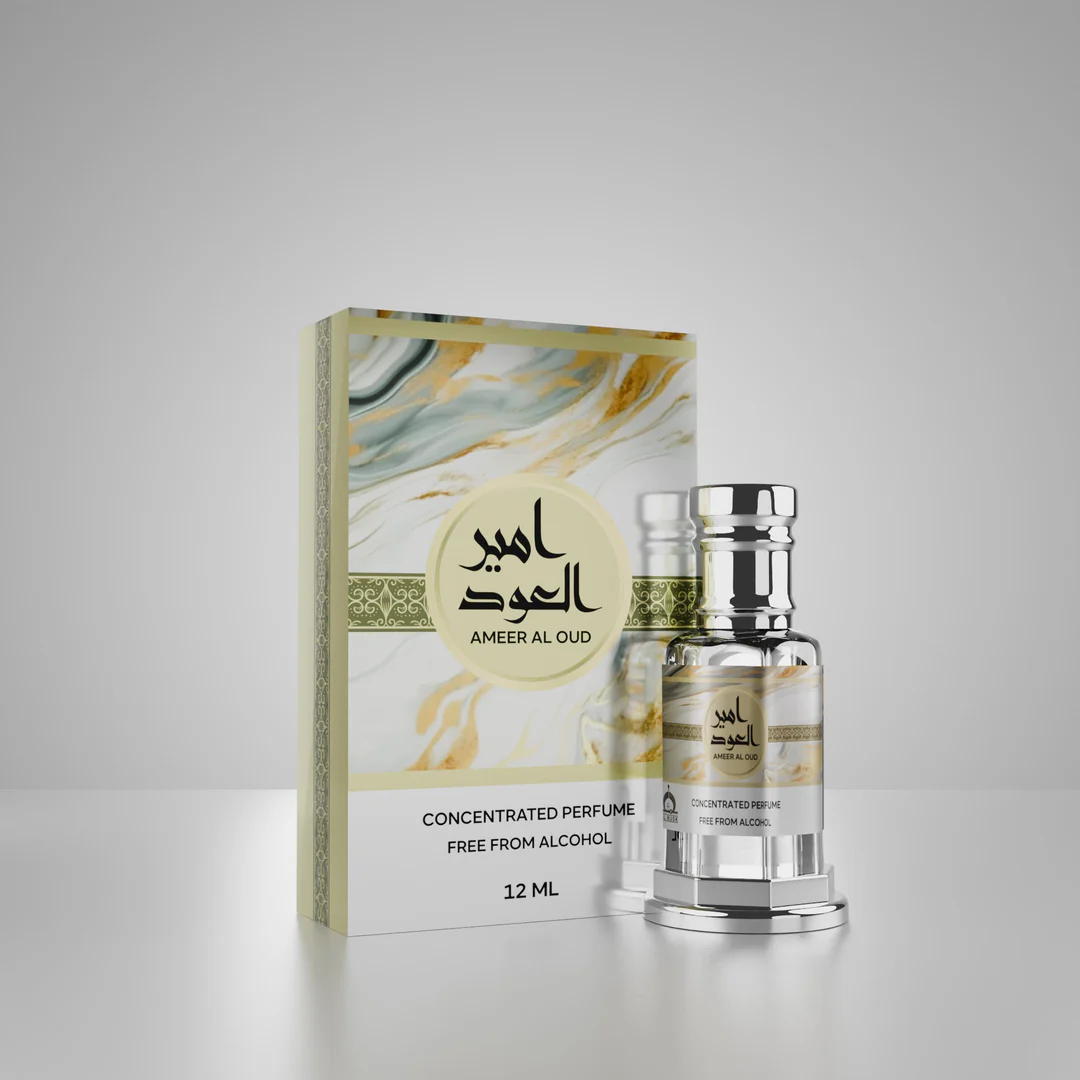 امير
العود
AMEER AL OUD
CONCENTRATED PERFUME
FREE FROM ALCOHOL
12 ML
امير
العود
AMEER AL OUD
CONCENTRATED PERFUME
FREE FROM ALCOHOL